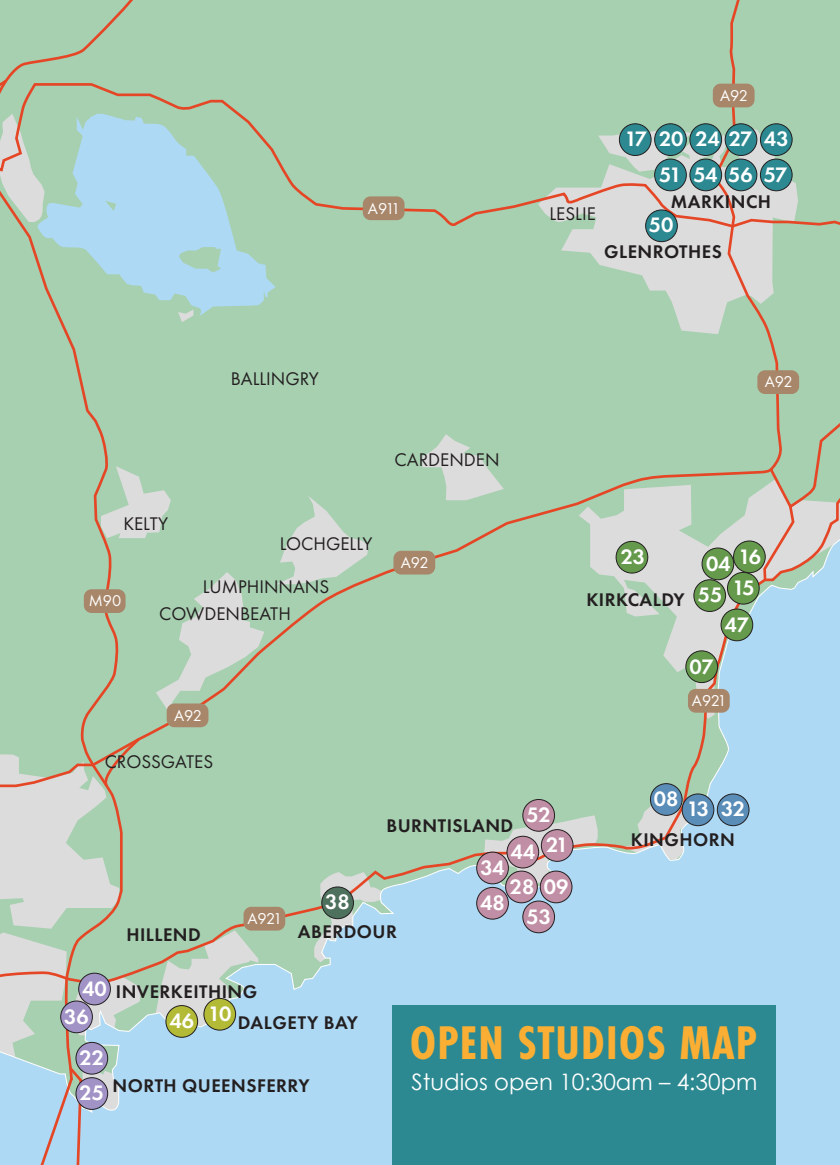 A92
17 20 24 27 43
51 54 56 57
MARKINCH
A911
LESLIE
50
GLENROTHES
BALLINGRY
A92
CARDENDEN
KELTY
LOCHGELLY
23
04 16
A92
LUMPHINNANS
M90
COWDENBEATH
KIRKCALDY
55 15
47
07
A921
A92
CROSSGATES
08 13 32
KINGHORN
BURNTISLAND
52
44 21
34
28 09
48
53
38
ABERDOUR
A921
HILLEND
40
INVERKEITHING
36
46 10
DALGETY BAY
22
25
NORTH QUEENSFERRY
OPEN STUDIOS MAP
Studios open 10:30am – 4:30pm